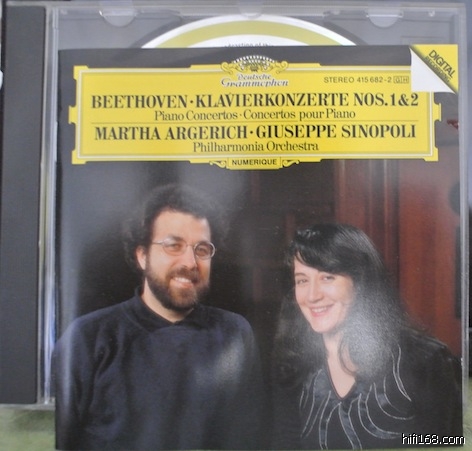 Deutsche
Grammophon
STEREO 415 682-2 GH
DIGITAL
BEETHOVEN · KLAVIERKONZERTE NOS. 1 & 2
Piano Concertos · Concertos pour Piano
MARTHA ARGERICH · GIUSEPPE SINOPOLI
Philharmonia Orchestra
NUMERIQUE
hifi168.com